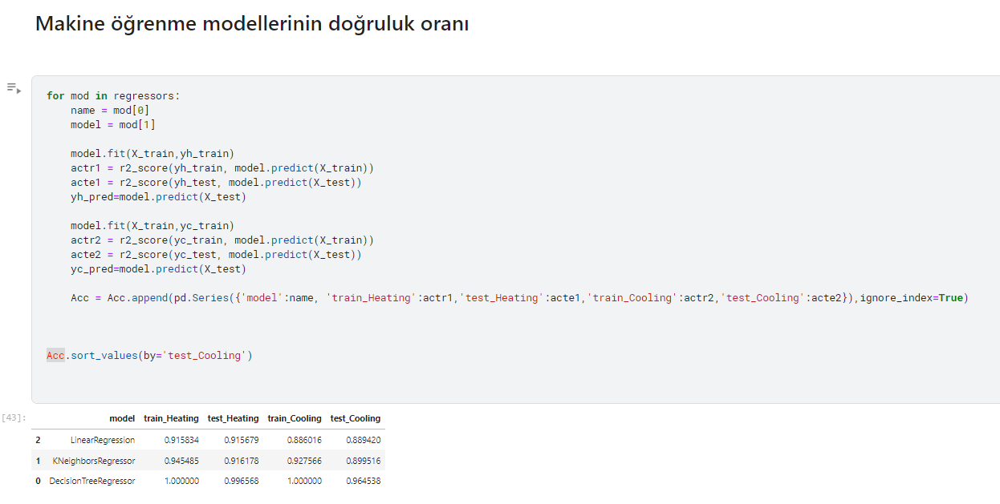 Makine öğrenme modellerinin doğruluk oranı
for mod in regressors:
    name = mod[0]
    model = mod[1]
    model.fit(X_train,yh_train)
    actr1 = r2_score(yh_train, model.predict(X_train))
    acte1 = r2_score(yh_test, model.predict(X_test))
    yh_pred=model.predict(X_test)
    model.fit(X_train,yc_train)
    actr2 = r2_score(yc_train, model.predict(X_train))
    acte2 = r2_score(yc_test, model.predict(X_test))
    yc_pred=model.predict(X_test)
    Acc = Acc.append(pd.Series({'model':name, 'train_Heating':actr1,'test_Heating':acte1,'train_Cooling':actr2,'test_Cooling':acte2}),ignore_index=True)
Acc.sort_values(by='test_Cooling')
[43]:
model train_Heating test_Heating train_Cooling test_Cooling
2 LinearRegression 0.915834 0.915679 0.886016 0.889420
1 KNeighborsRegressor 0.945485 0.916178 0.927566 0.899516
0 DecisionTreeRegressor 1.000000 0.996568 1.000000 0.964538